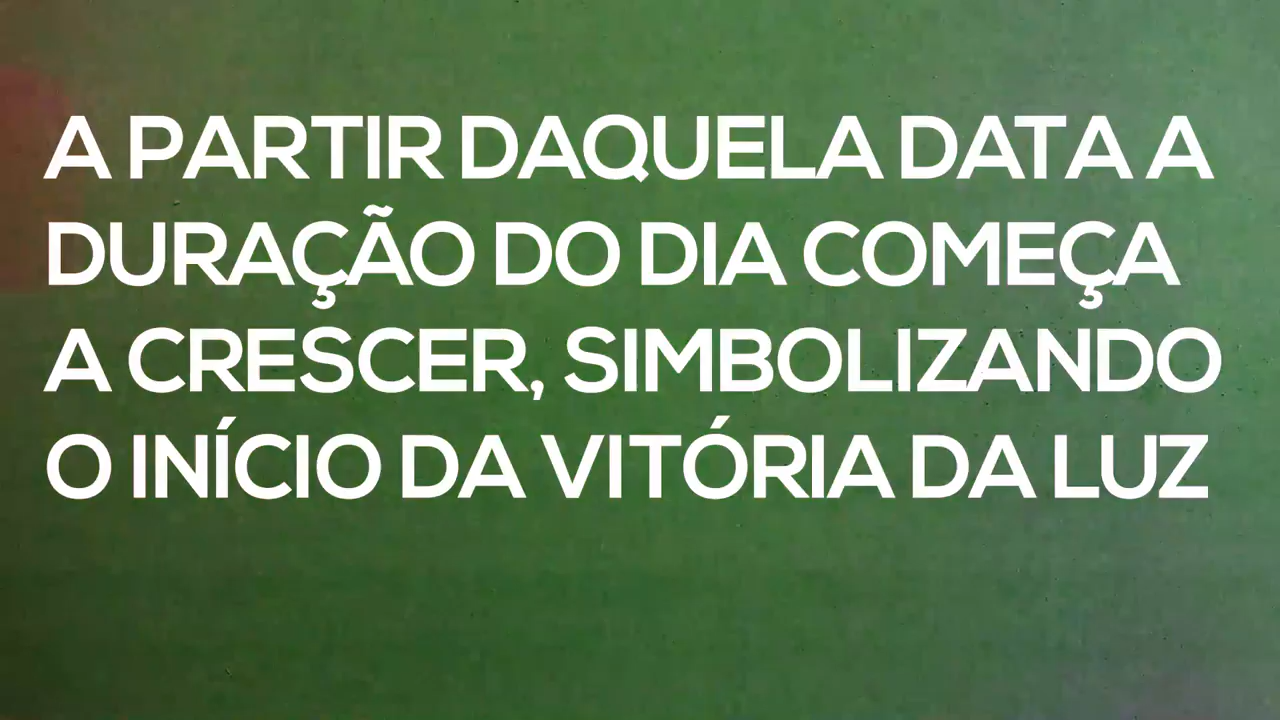 A PARTIR DAQUELA DATA A
DURAÇÃO DO DIA COMEÇA
A CRESCER, SIMBOLIZANDO
O INÍCIO DA VITÓRIA DA LUZ